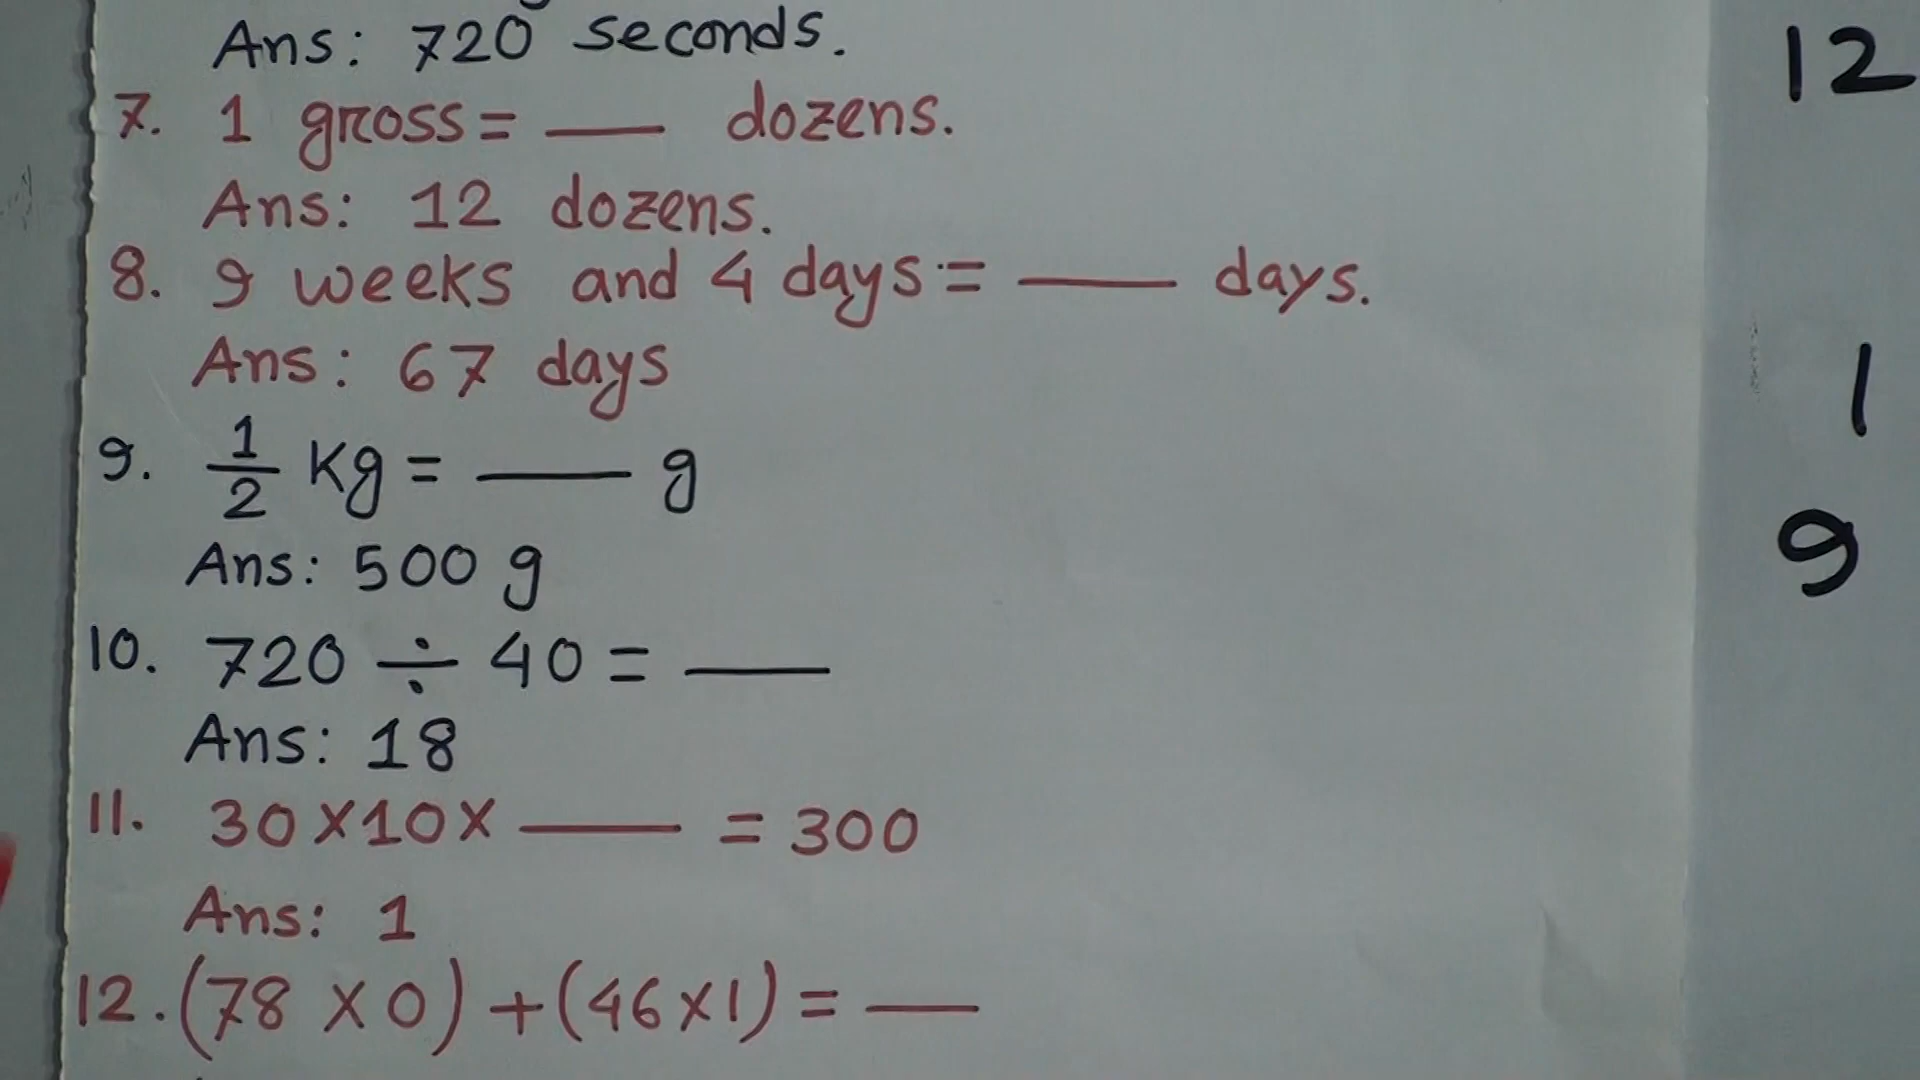 Ans: 720 seconds.
7. 1 gross = ___ dozens.
Ans: 12 dozens.
8. 9 weeks and 4 days = ___ days.
Ans: 67 days
9. 1/2 Kg = ___ g
Ans: 500 g
10. 720 ÷ 40 = ___
Ans: 18
11. 30 × 10 × ___ = 300
Ans: 1
12. (78 × 0) + (46 × 1) = ___
12
1
9